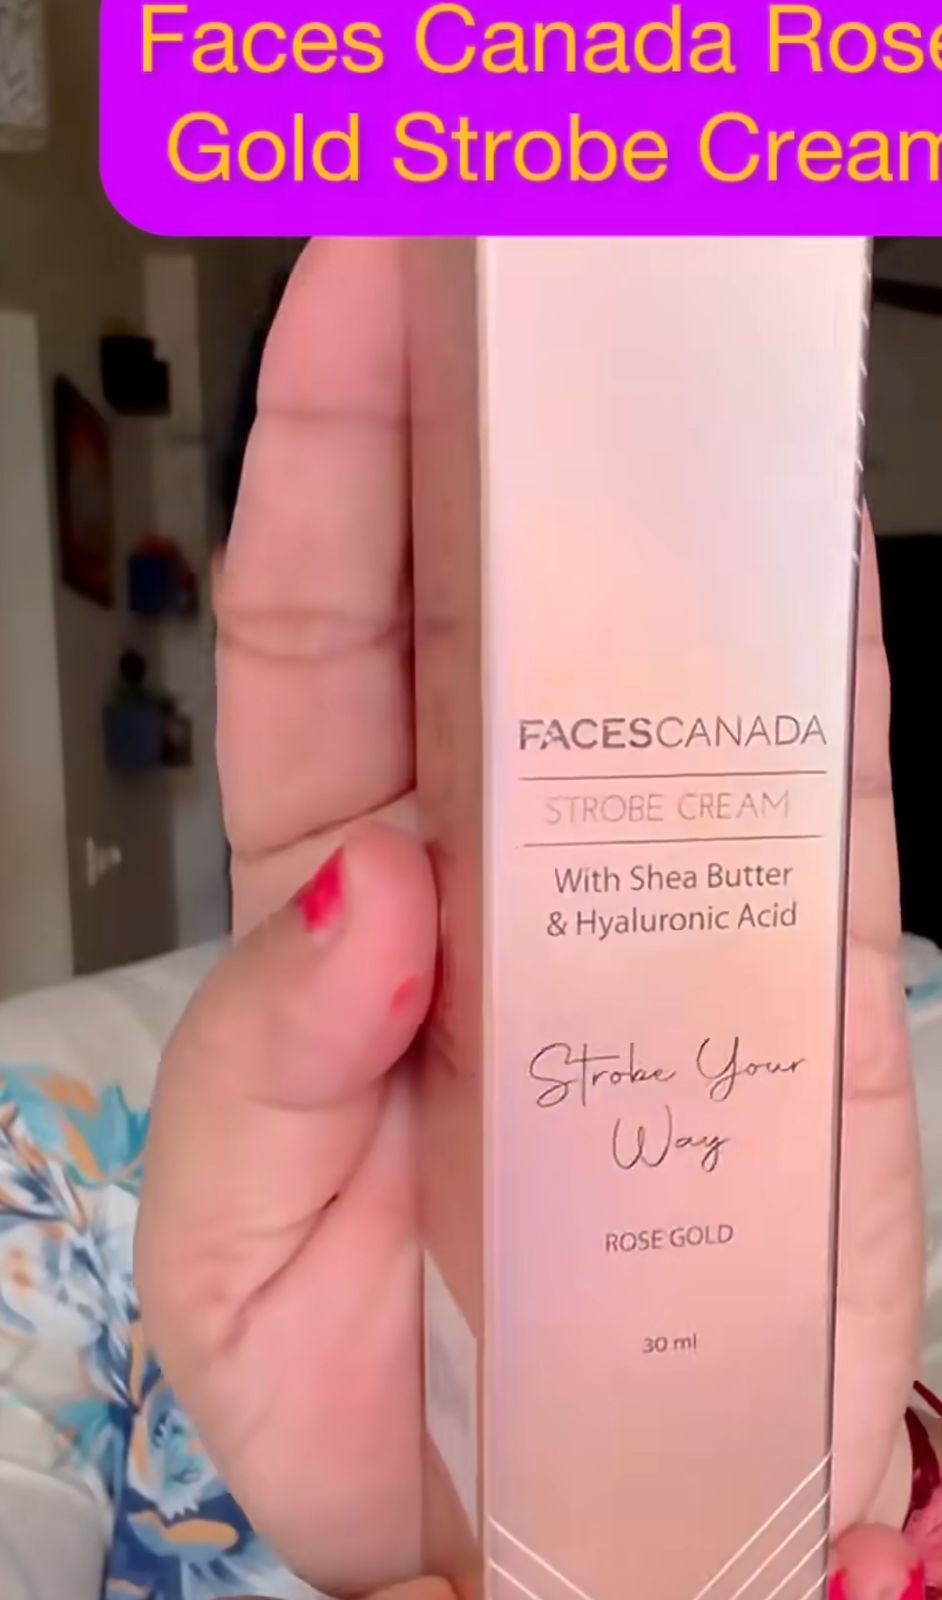 Faces Canada Rose
Gold Strobe Cream
FACESCANADA
STROBE CREAM
With Shea Butter
& Hyaluronic Acid
Strobe Your
Way
ROSE GOLD
30 ml